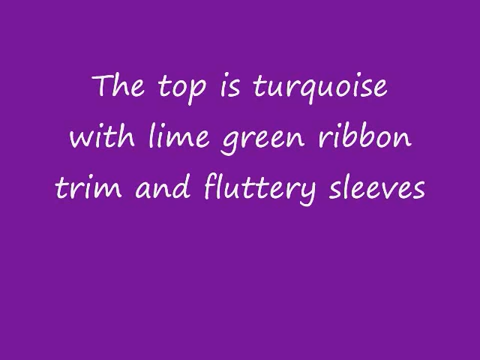 The top is turquoise
with lime green ribbon
trim and fluttery sleeves